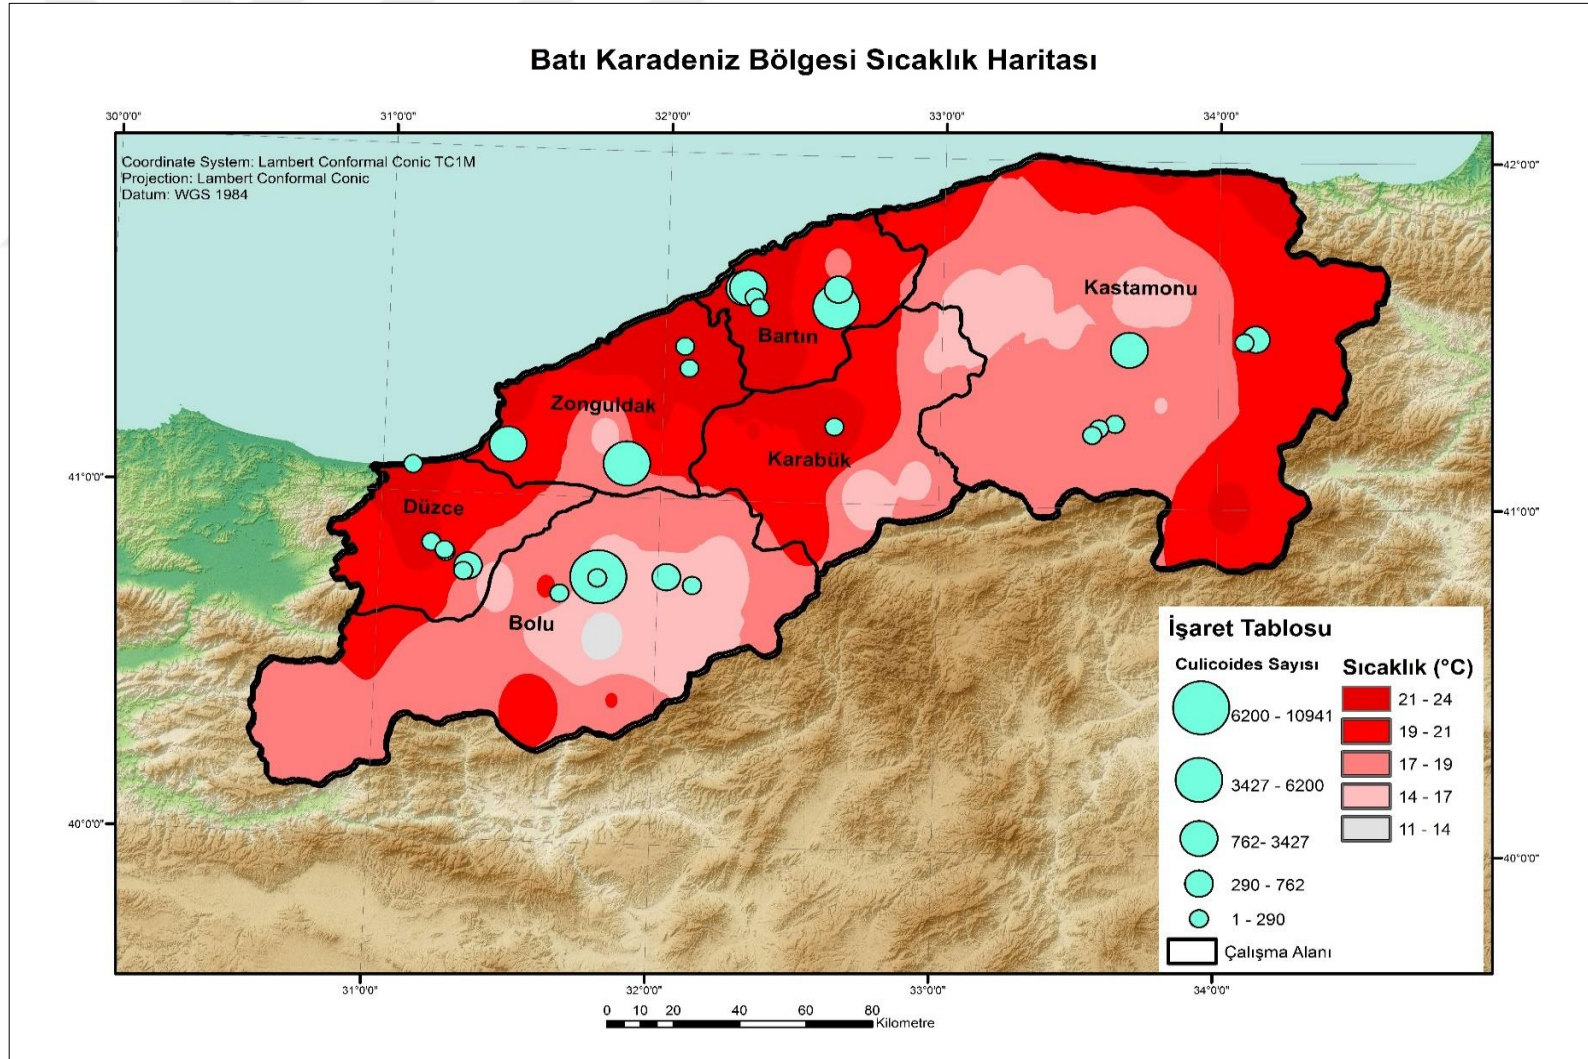 Batı Karadeniz Bölgesi Sıcaklık Haritası
30°0'0" 31°0'0" 32°0'0" 33°0'0" 34°0'0"
Coordinate System: Lambert Conformal Conic TC1M
Projection: Lambert Conformal Conic
Datum: WGS 1984
42°0'0"
Kastamonu
Bartın
Zonguldak
Karabük
41°0'0"
Düzce
41°0'0"
Bolu
İşaret Tablosu
Culicoides Sayısı
6200 - 10941
3427 - 6200
762- 3427
290 - 762
1 - 290
Çalışma Alanı
Sıcaklık (°C)
21 - 24
19 - 21
17 - 19
14 - 17
11 - 14
40°0'0"
40°0'0"
31°0'0" 32°0'0" 33°0'0" 34°0'0"
0 10 20 40 60 80
Kilometre